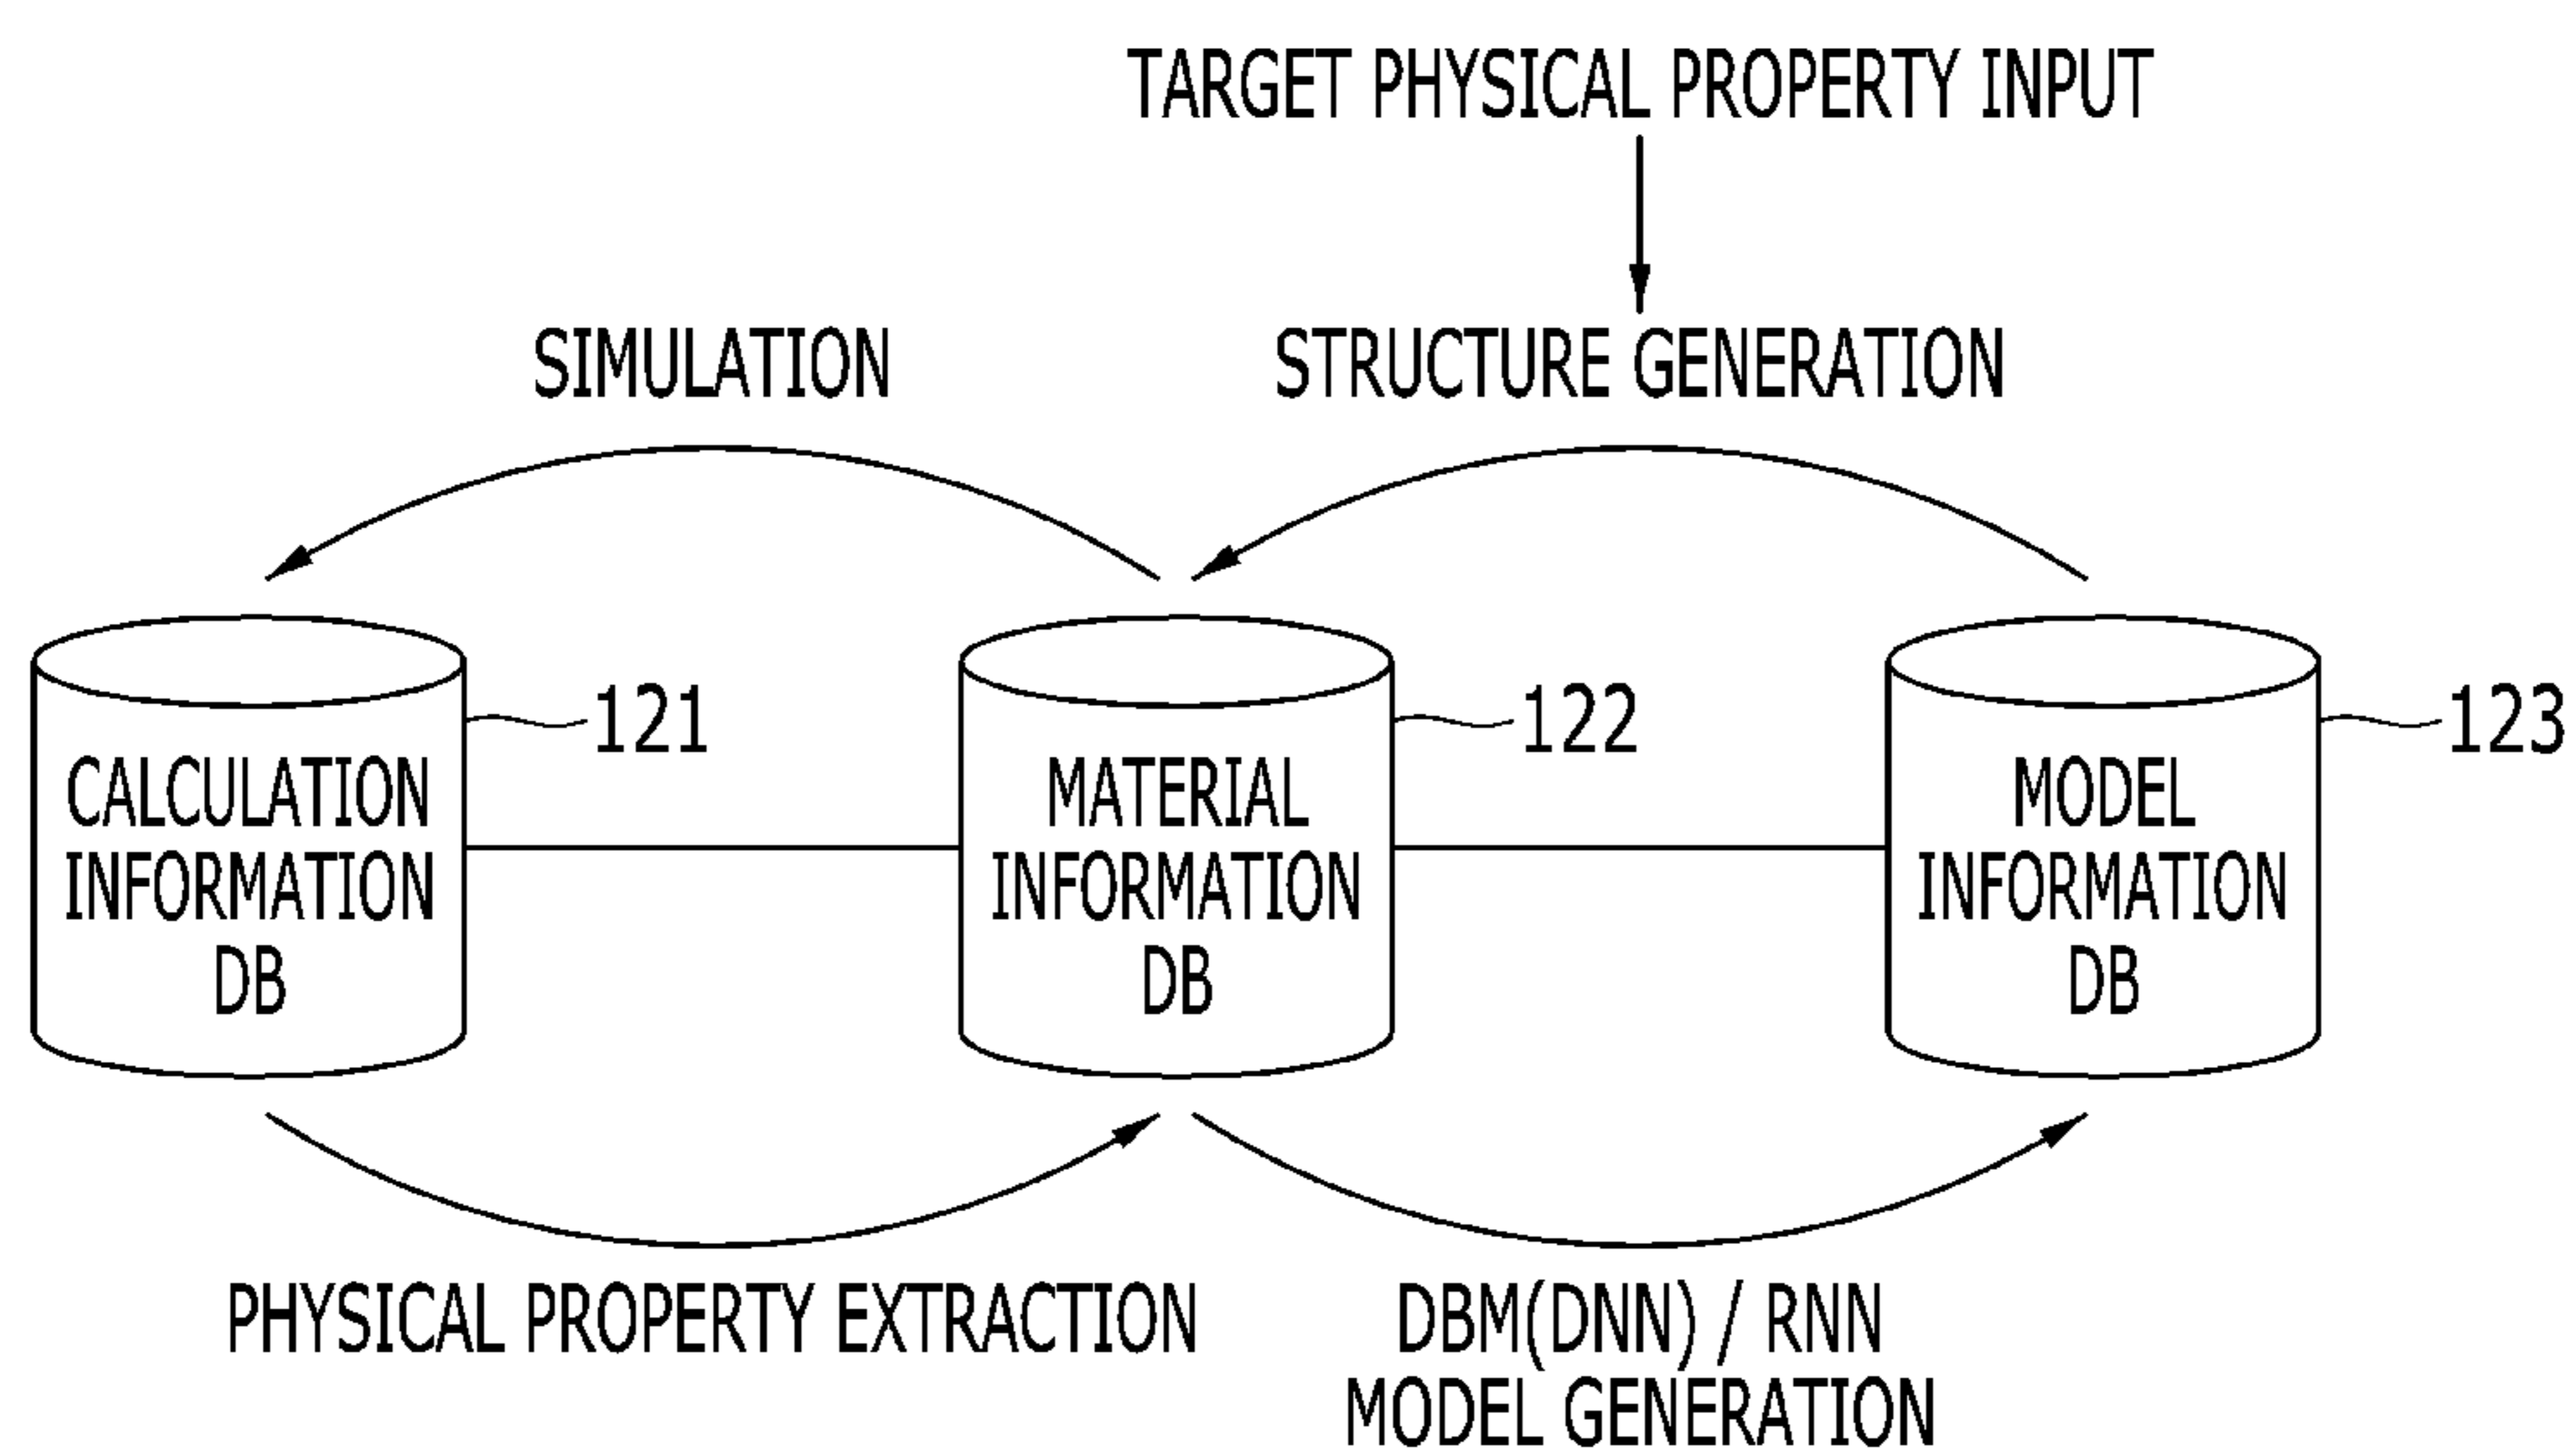 TARGET PHYSICAL PROPERTY INPUT
SIMULATION
STRUCTURE GENERATION
121
122
123
CALCULATION
INFORMATION
DB
MATERIAL
INFORMATION
DB
MODEL
INFORMATION
DB
PHYSICAL PROPERTY EXTRACTION
DBM(DNN) / RNN
MODEL GENERATION